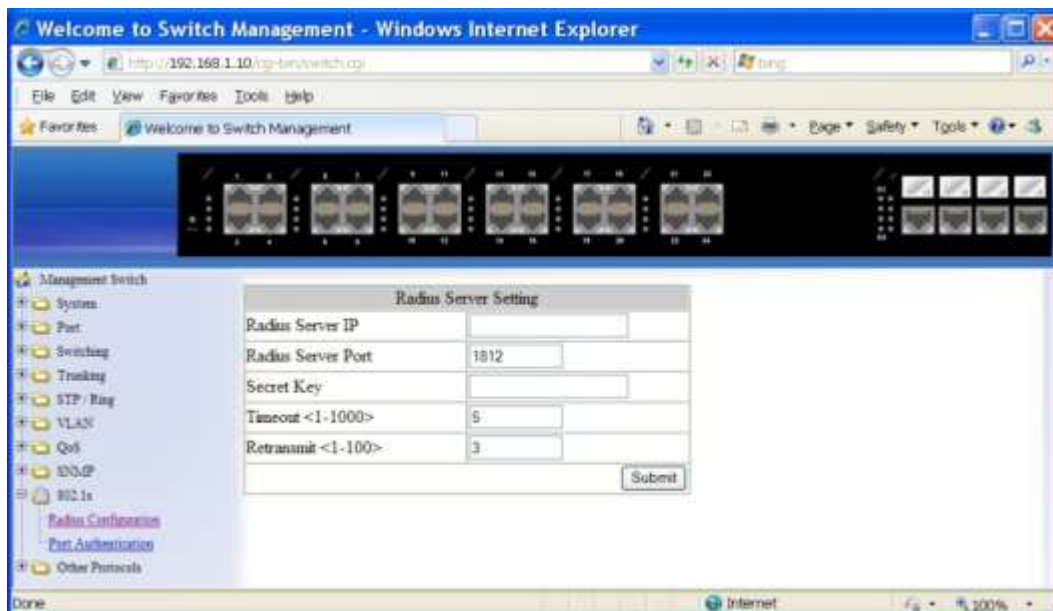 Welcome to Switch Management - Windows Internet Explorer
http://192.168.1.10/cgi-bin/switch.cgi
bing
File Edit View Favorites Tools Help
Favorites Welcome to Switch Management Page Safety Tools
Management Switch
System
Port
Switching
Trunking
STP / Ring
VLAN
QoS
SNMP
802.1x
Radius Configuration
Port Authentication
Other Protocols
Radius Server Setting
Radius Server IP
Radius Server Port 1812
Secret Key
Timeout <1-1000> 5
Retransmit <1-100> 3
Submit
Done Internet 100%